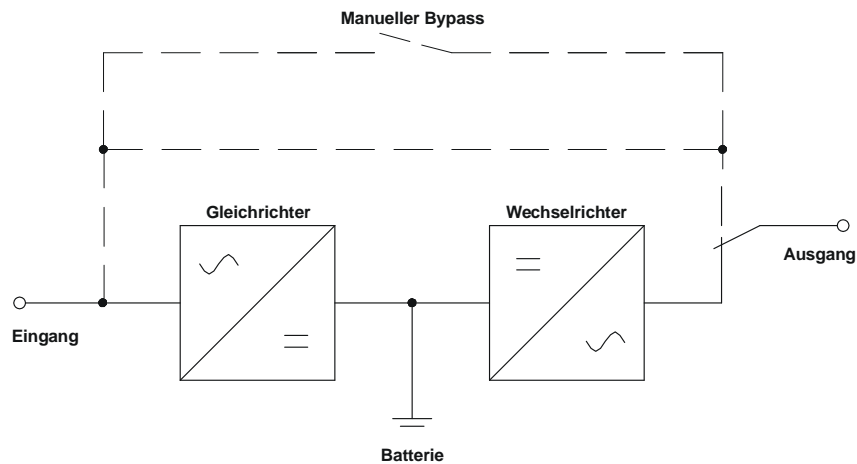 Manueller Bypass
Gleichrichter
Wechselrichter
Ausgang
Eingang
Batterie